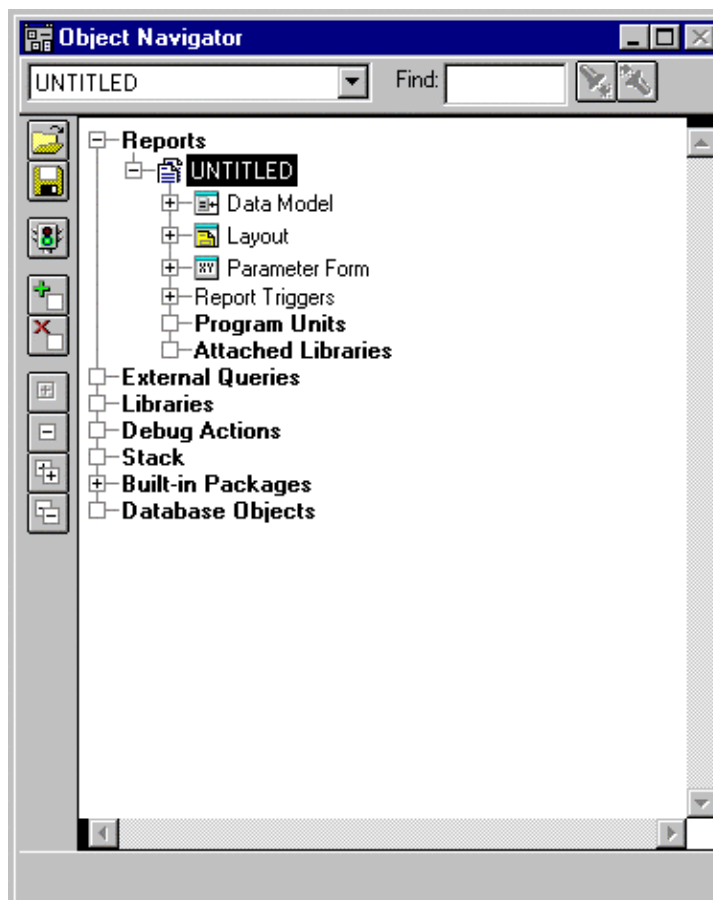 Object Navigator
UNTITLED Find:
Reports
UNTITLED
Data Model
Layout
Parameter Form
Report Triggers
Program Units
Attached Libraries
External Queries
Libraries
Debug Actions
Stack
Built-in Packages
Database Objects